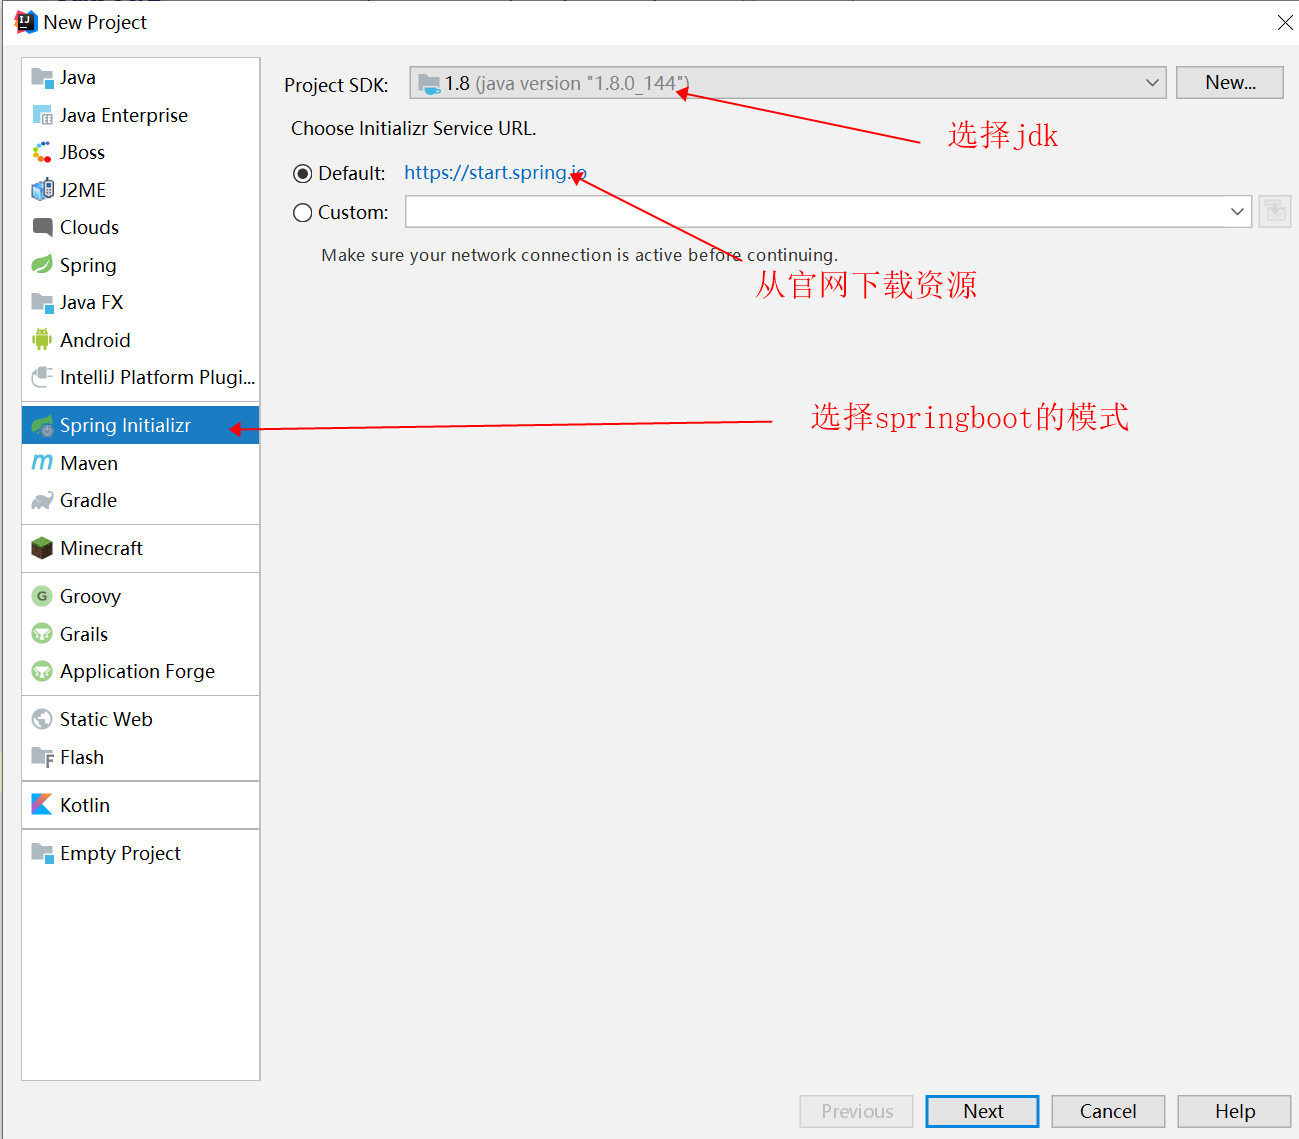 New Project
Java
Java Enterprise
JBoss
J2ME
Clouds
Spring
Java FX
Android
IntelliJ Platform Plugi...
Spring Initializr
Maven
Gradle
Minecraft
Groovy
Grails
Application Forge
Static Web
Flash
Kotlin
Empty Project
Project SDK: 1.8 (java version "1.8.0_144") New...
选择jdk
Choose Initializr Service URL.
Default: https://start.spring.io
Custom:
Make sure your network connection is active before continuing.
从官网下载资源
选择springboot的模式
Previous Next Cancel Help